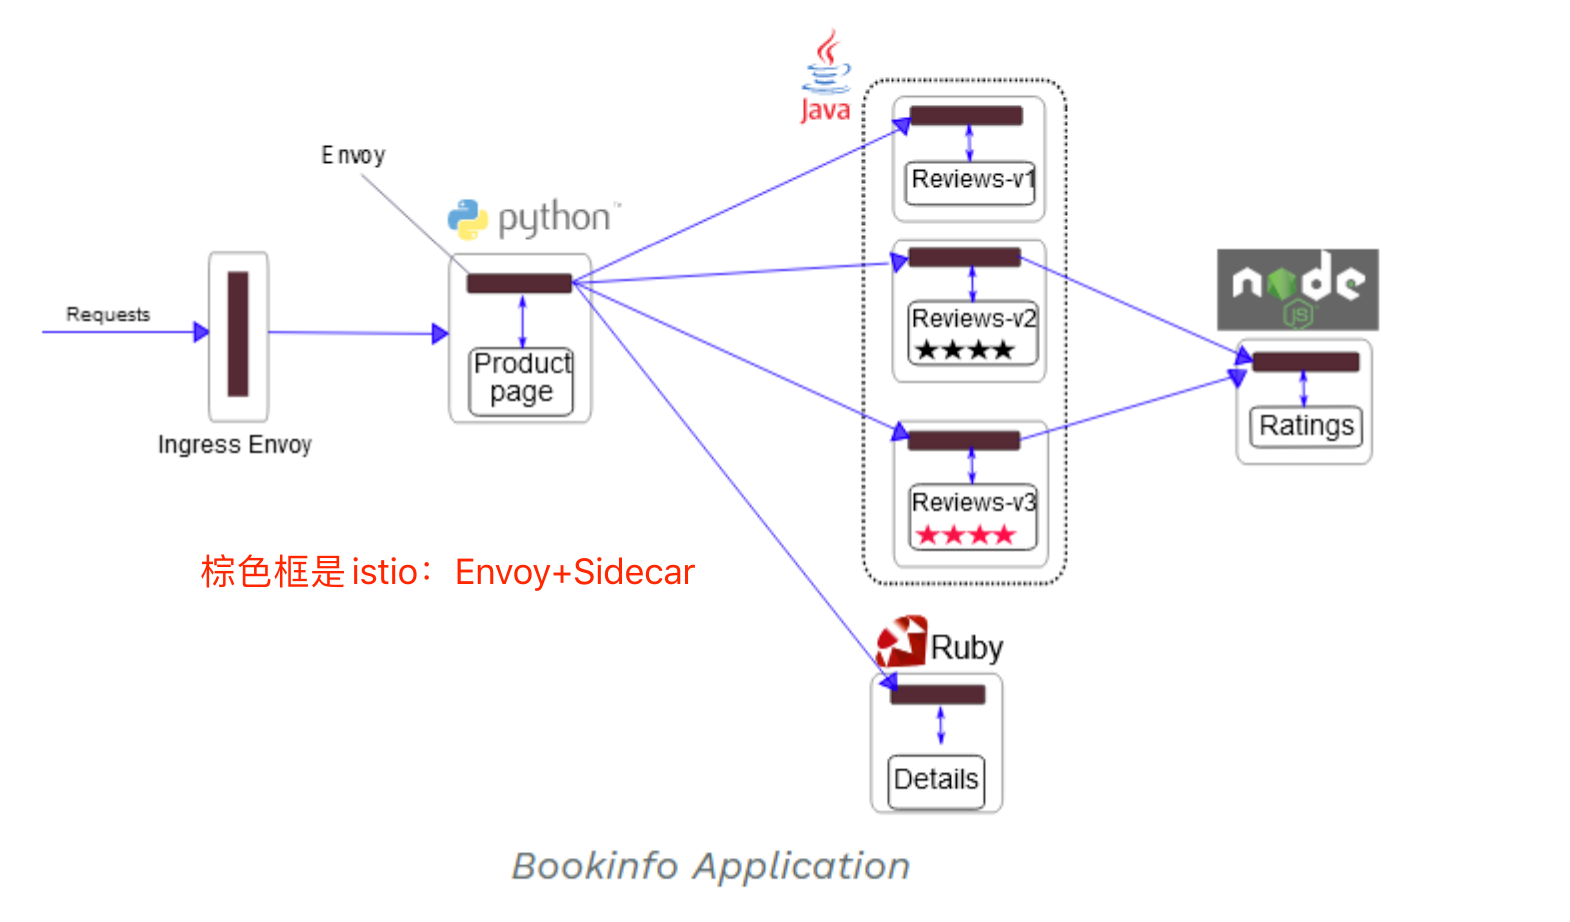 Java
Reviews-v1
Envoy
python™
Reviews-v2
node
JS
Requests
Product
page
Ratings
Ingress Envoy
Reviews-v3
棕色框是istio：Envoy+Sidecar
Ruby
Details
Bookinfo Application